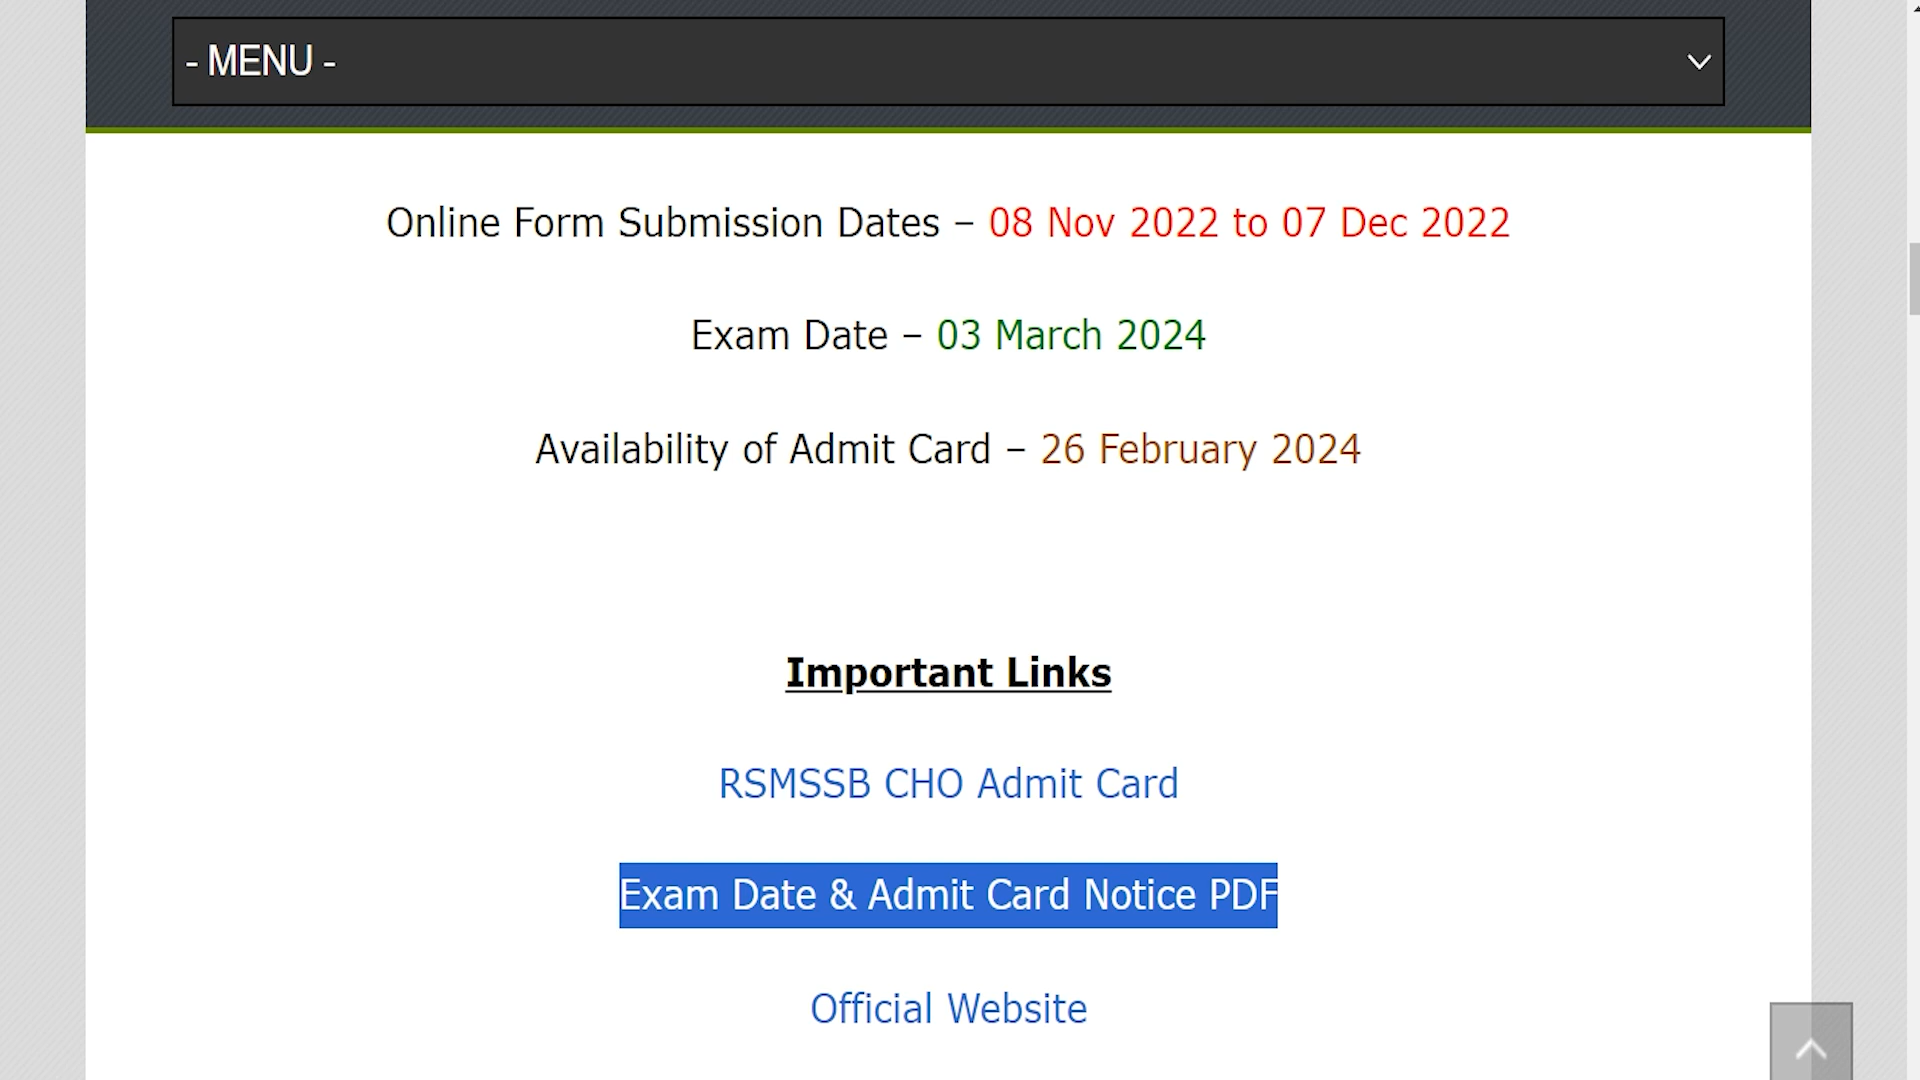 - MENU -
Online Form Submission Dates – 08 Nov 2022 to 07 Dec 2022
Exam Date – 03 March 2024
Availability of Admit Card – 26 February 2024
Important Links
RSMSSB CHO Admit Card
Exam Date & Admit Card Notice PDF
Official Website